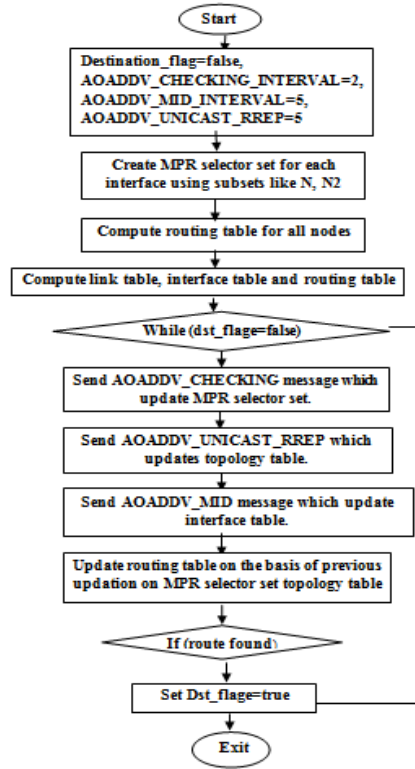 Start
Destination_flag=false,
AOADDV_CHECKING_INTERVAL=2,
AOADDV_MID_INTERVAL=5,
AOADDV_UNICAST_RREP=5
Create MPR selector set for each
interface using subsets like N, N2
Compute routing table for all nodes
Compute link table, interface table and routing table
While (dst_flage=false)
Send AOADDV_CHECKING message which
update MPR selector set.
Send AOADDV_UNICAST_RREP which
updates topology table.
Send AOADDV_MID message which update
interface table.
Update routing table on the basis of previous
updation on MPR selector set topology table
If (route found)
Set Dst_flage=true
Exit